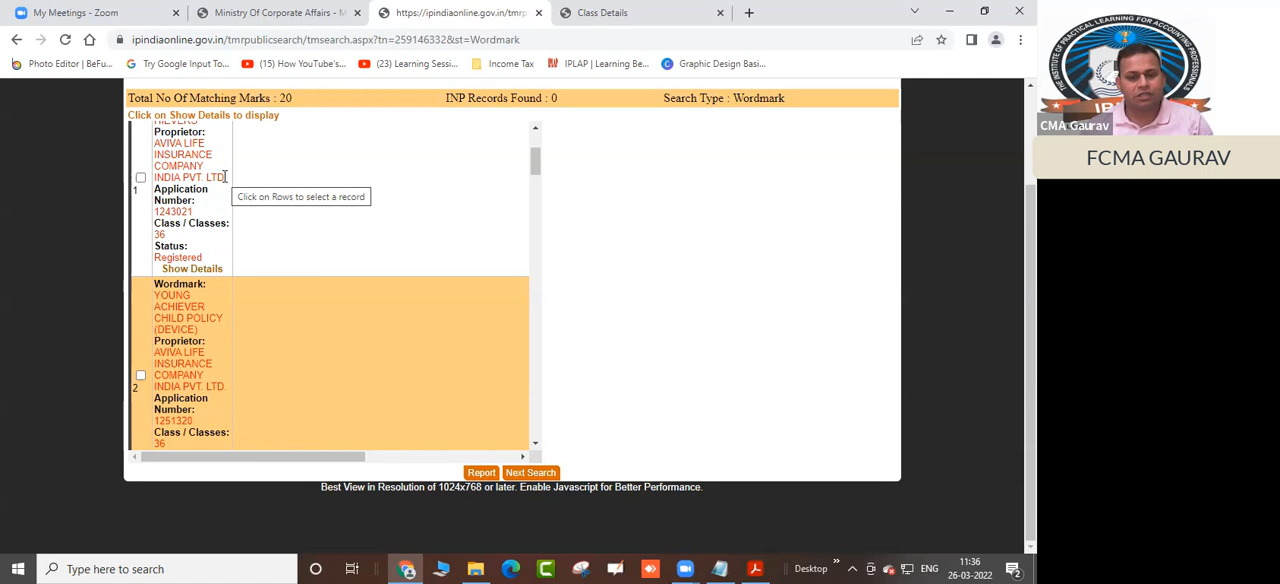 My Meetings - Zoom
Ministry Of Corporate Affairs - M
https://ipindiaonline.gov.in/tmrp
Class Details
ipindiaonline.gov.in/tmrpublicsearch/tmsearch.aspx?tn=259146332&st=Wordmark
Photo Editor | BeFu...
Try Google Input To...
(15) How YouTube's...
(23) Learning Sessi...
Income Tax
IPLAP | Learning Be...
Graphic Design Basi...
Total No Of Matching Marks : 20
INP Records Found : 0
Search Type : Wordmark
Click on Show Details to display
HIEVERS
Proprietor:
AVIVA LIFE
INSURANCE
COMPANY
INDIA PVT. LTD.
Application
Number:
1243021
Class / Classes:
36
Status:
Registered
Show Details
1
Click on Rows to select a record
Wordmark:
YOUNG
ACHIEVER
CHILD POLICY
(DEVICE)
Proprietor:
AVIVA LIFE
INSURANCE
COMPANY
INDIA PVT. LTD.
Application
Number:
1251320
Class / Classes:
36
2
Report
Next Search
Best View in Resolution of 1024x768 or later. Enable Javascript for Better Performance.
CMA Gaurav
FCMA GAURAV
Type here to search
Desktop
ENG
11:36
26-03-2022
2